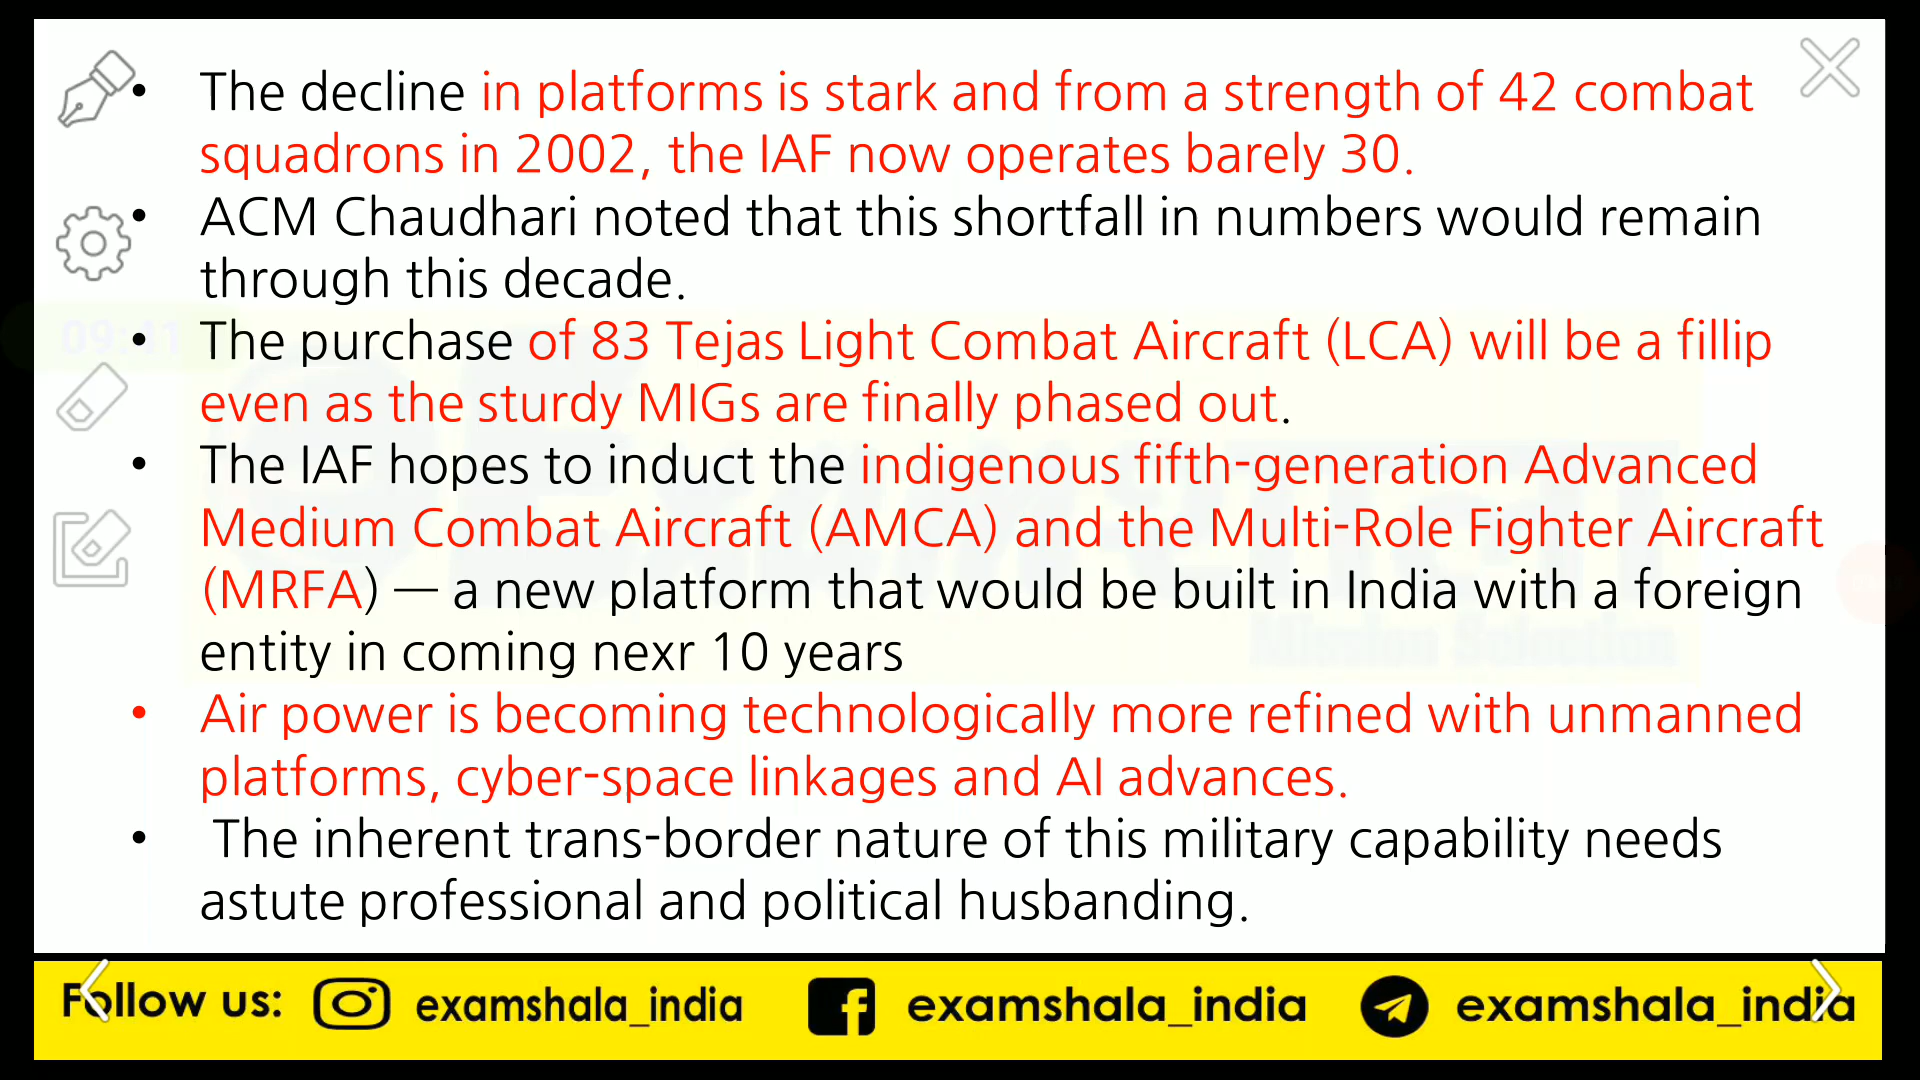 • The decline in platforms is stark and from a strength of 42 combat
squadrons in 2002, the IAF now operates barely 30.
• ACM Chaudhari noted that this shortfall in numbers would remain
through this decade.
09:41
• The purchase of 83 Tejas Light Combat Aircraft (LCA) will be a fillip
even as the sturdy MIGs are finally phased out.
• The IAF hopes to induct the indigenous fifth-generation Advanced
Medium Combat Aircraft (AMCA) and the Multi-Role Fighter Aircraft
(MRFA) — a new platform that would be built in India with a foreign
entity in coming nexr 10 years
Mission Selection
• Air power is becoming technologically more refined with unmanned
platforms, cyber-space linkages and AI advances.
• The inherent trans-border nature of this military capability needs
astute professional and political husbanding.
Follow us: examshala_india examshala_india examshala_india